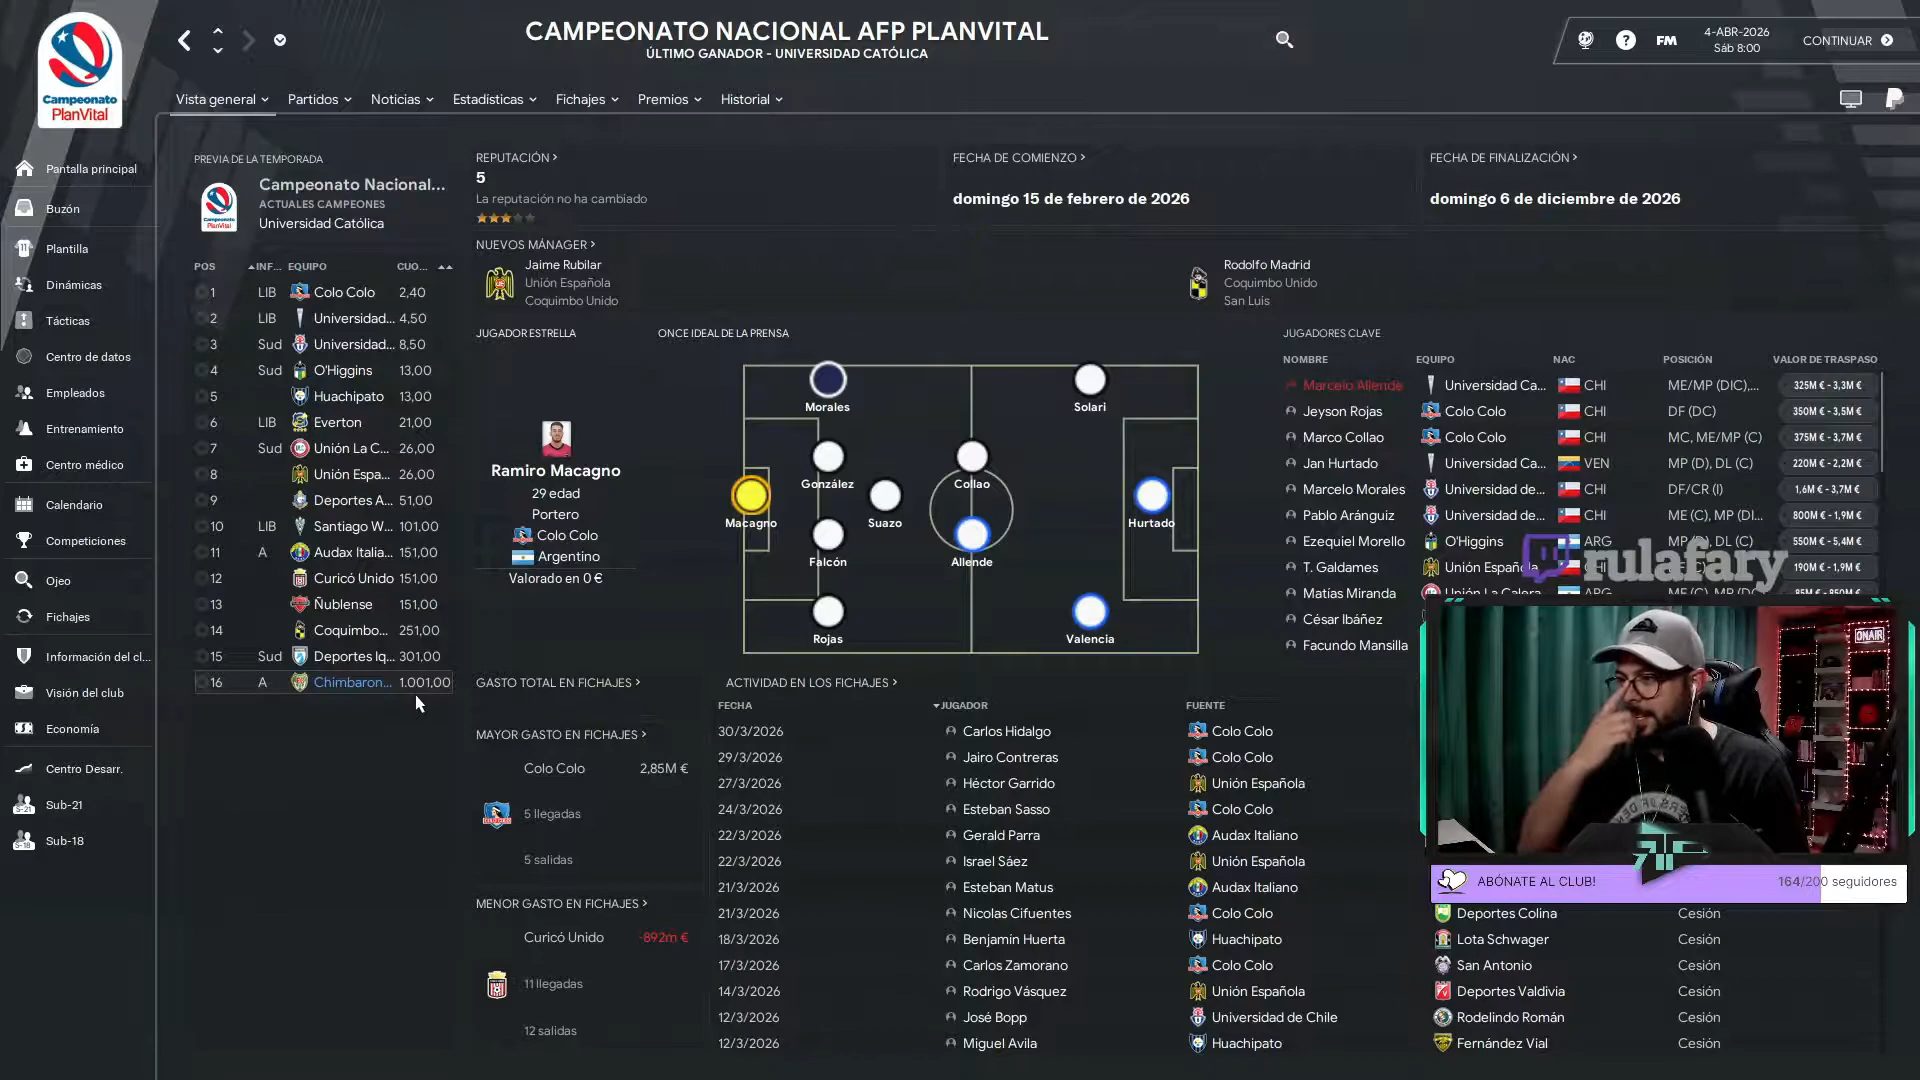 Campeonato
PlanVital
CAMPEONATO NACIONAL AFP PLANVITAL
ÚLTIMO GANADOR - UNIVERSIDAD CATÓLICA
FM
4-ABR-2026
Sáb 8:00
CONTINUAR
Vista general
Partidos
Noticias
Estadísticas
Fichajes
Premios
Historial
Pantalla principal
Buzón
Plantilla
Dinámicas
Tácticas
Centro de datos
Empleados
Entrenamiento
Centro médico
Calendario
Competiciones
Ojeo
Fichajes
Información del cl...
Visión del club
Economía
Centro Desarr.
Sub-21
Sub-18
PREVIA DE LA TEMPORADA
Campeonato Nacional...
ACTUALES CAMPEONES
Universidad Católica
POS INF... EQUIPO CUO...
1 LIB Colo Colo 2,40
2 LIB Universidad... 4,50
3 Sud Universidad... 8,50
4 Sud O'Higgins 13,00
5 Huachipato 13,00
6 LIB Everton 21,00
7 Sud Unión La C... 26,00
8 Unión Espa... 26,00
9 Deportes A... 51,00
10 LIB Santiago W... 101,00
11 A Audax Italia... 151,00
12 Curicó Unido 151,00
13 Ñublense 151,00
14 Coquimbo... 251,00
15 Sud Deportes Iq... 301,00
16 A Chimbaron... 1.001,00
REPUTACIÓN >
5
La reputación no ha cambiado
FECHA DE COMIENZO >
domingo 15 de febrero de 2026
FECHA DE FINALIZACIÓN >
domingo 6 de diciembre de 2026
NUEVOS MÁNAGER >
Jaime Rubilar
Unión Española
Coquimbo Unido
Rodolfo Madrid
Coquimbo Unido
San Luis
JUGADOR ESTRELLA
Ramiro Macagno
29 edad
Portero
Colo Colo
Argentino
Valorado en 0 €
ONCE IDEAL DE LA PRENSA
Morales
Solari
González
Collao
Macagno
Suazo
Hurtado
Falcón
Allende
Rojas
Valencia
JUGADORES CLAVE
NOMBRE EQUIPO NAC POSICIÓN VALOR DE TRASPASO
Marcelo Allende Universidad Ca... CHI ME/MP (DIC),... 325M € - 3,3M €
Jeyson Rojas Colo Colo CHI DF (DC) 350M € - 3,5M €
Marco Collao Colo Colo CHI MC, ME/MP (C) 375M € - 3,7M €
Jan Hurtado Universidad Ca... VEN MP (D), DL (C) 220M € - 2,2M €
Marcelo Morales Universidad de... CHI DF/CR (I) 1,6M € - 3,7M €
Pablo Aránguiz Universidad de... CHI ME (C), MP (DI... 800M € - 1,9M €
Ezequiel Morello O'Higgins ARG MP (D), DL (C) 550M € - 5,4M €
T. Galdames Unión Española CHI 190M € - 1,9M €
Matías Miranda Unión La Calera ARG 85M € - 850M €
César Ibáñez
Facundo Mansilla
rulafary
GASTO TOTAL EN FICHAJES >
MAYOR GASTO EN FICHAJES >
Colo Colo 2,85M €
5 llegadas
5 salidas
MENOR GASTO EN FICHAJES >
Curicó Unido -892m €
11 llegadas
12 salidas
ACTIVIDAD EN LOS FICHAJES >
FECHA JUGADOR FUENTE
30/3/2026 Carlos Hidalgo Colo Colo
29/3/2026 Jairo Contreras Colo Colo
27/3/2026 Héctor Garrido Unión Española
24/3/2026 Esteban Sasso Colo Colo
22/3/2026 Gerald Parra Audax Italiano
22/3/2026 Israel Sáez Unión Española
21/3/2026 Esteban Matus Audax Italiano
21/3/2026 Nicolas Cifuentes Colo Colo Deportes Colina Cesión
18/3/2026 Benjamín Huerta Huachipato Lota Schwager Cesión
17/3/2026 Carlos Zamorano Colo Colo San Antonio Cesión
14/3/2026 Rodrigo Vásquez Unión Española Deportes Valdivia Cesión
12/3/2026 José Bopp Universidad de Chile Rodelindo Román Cesión
12/3/2026 Miguel Avila Huachipato Fernández Vial Cesión
ON AIR
ABÓNATE AL CLUB! 164/200 seguidores